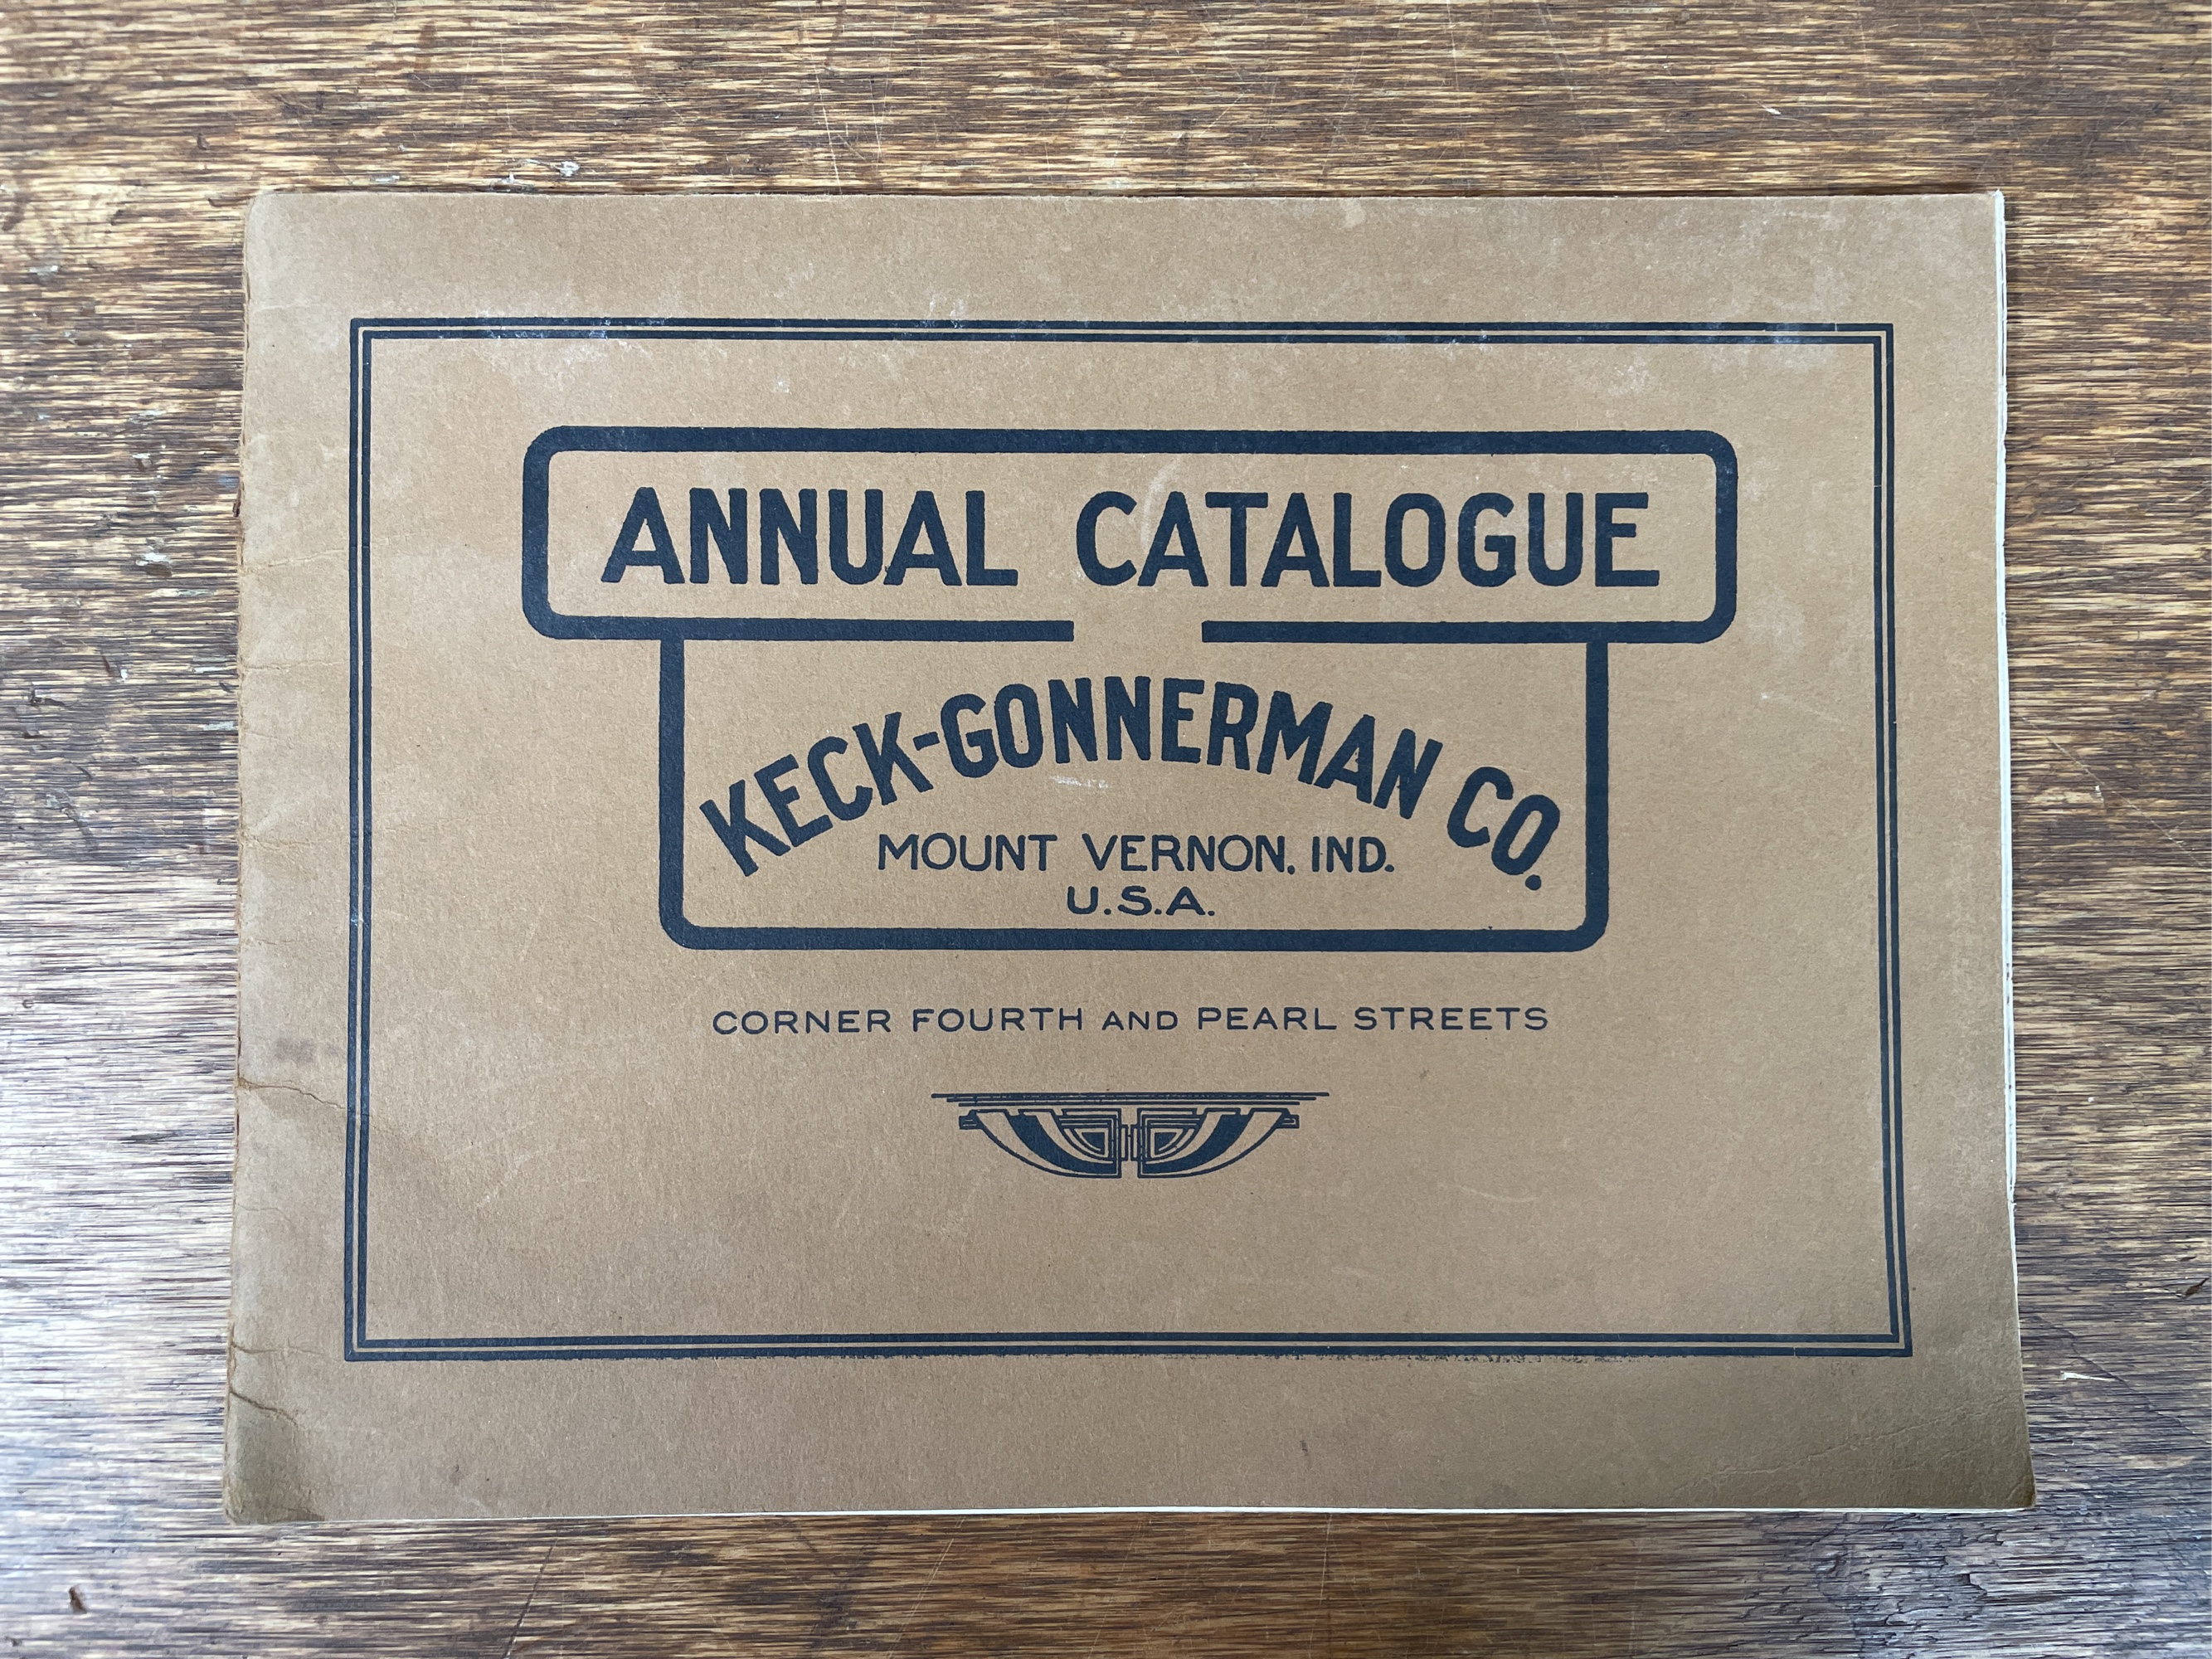 ANNUAL CATALOGUE
KECK-GONNERMAN CO.
MOUNT VERNON, IND.
U.S.A.
CORNER FOURTH AND PEARL STREETS